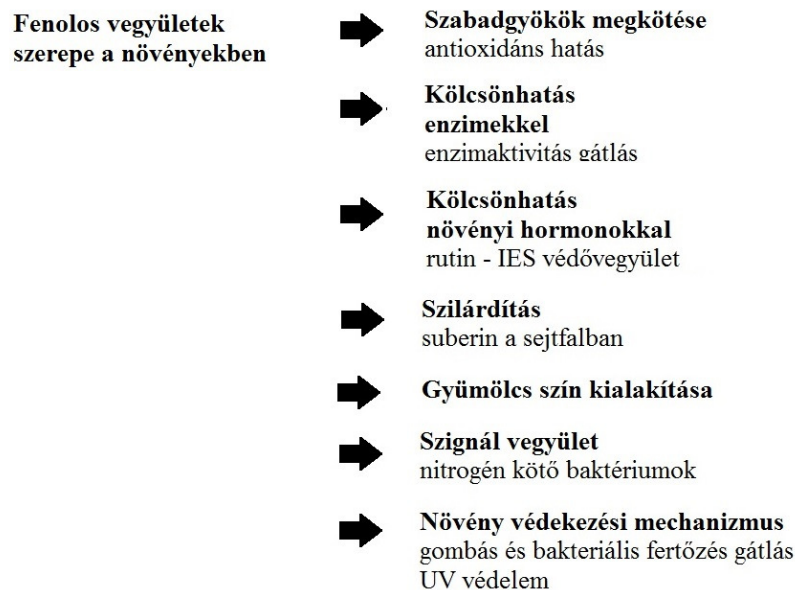 Fenolos vegyületek
szerepe a növényekben
Szabadgyökök megkötése
antioxidáns hatás
Kölcsönhatás
enzimekkel
enzimaktivitás gátlás
Kölcsönhatás
növényi hormonokkal
rutin - IES védővegyület
Szilárdítás
suberin a sejtfalban
Gyümölcs szín kialakítása
Szignál vegyület
nitrogén kötő baktériumok
Növény védekezési mechanizmus
gombás és bakteriális fertőzés gátlás
UV védelem